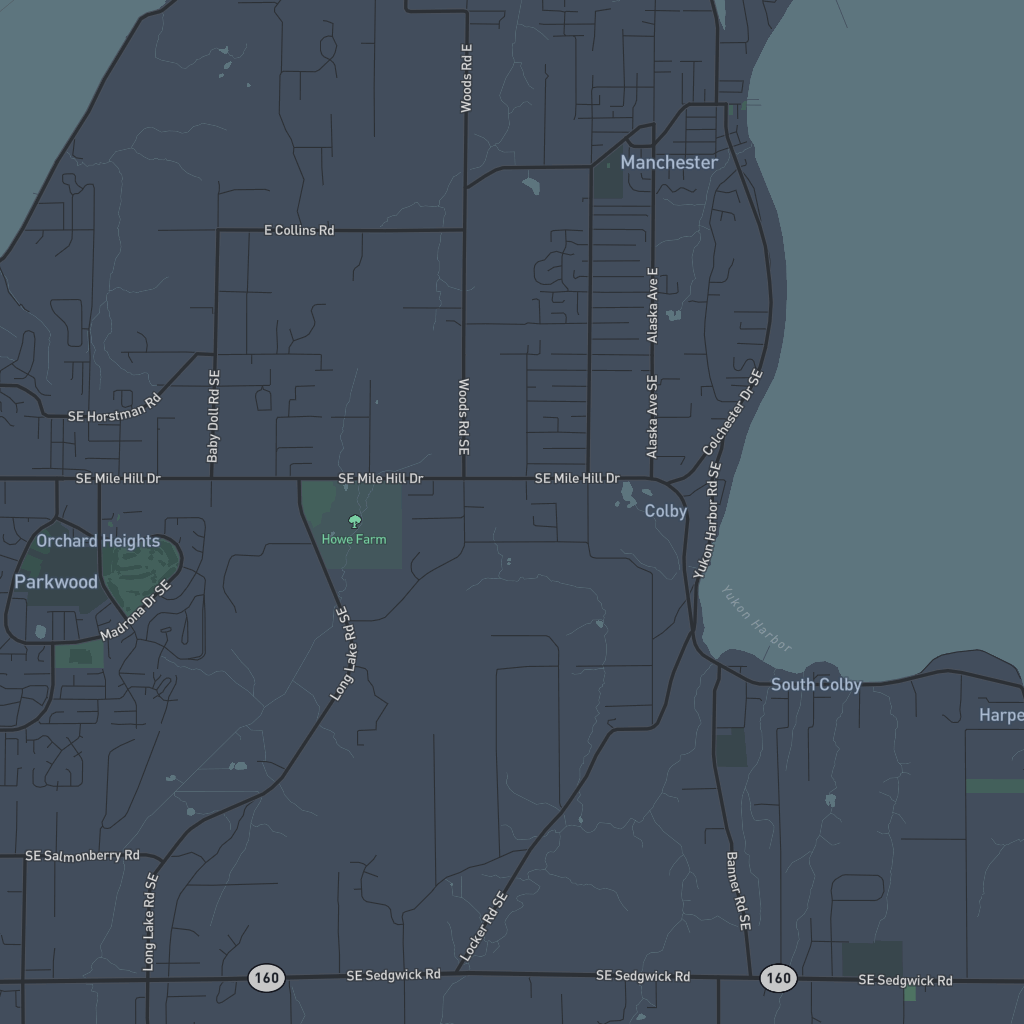 Woods Rd E
Manchester
E Collins Rd
Alaska Ave E
SE Horstman Rd
Baby Doll Rd SE
Woods Rd SE
Alaska Ave SE
Colchester Dr SE
SE Mile Hill Dr
SE Mile Hill Dr
SE Mile Hill Dr
Colby
Yukon Harbor Rd SE
Howe Farm
Orchard Heights
Parkwood
Madrona Dr SE
Yukon Harbor
Long Lake Rd SE
South Colby
Harpe
SE Salmonberry Rd
Long Lake Rd SE
Locker Rd SE
Banner Rd SE
160
SE Sedgwick Rd
SE Sedgwick Rd
160
SE Sedgwick Rd